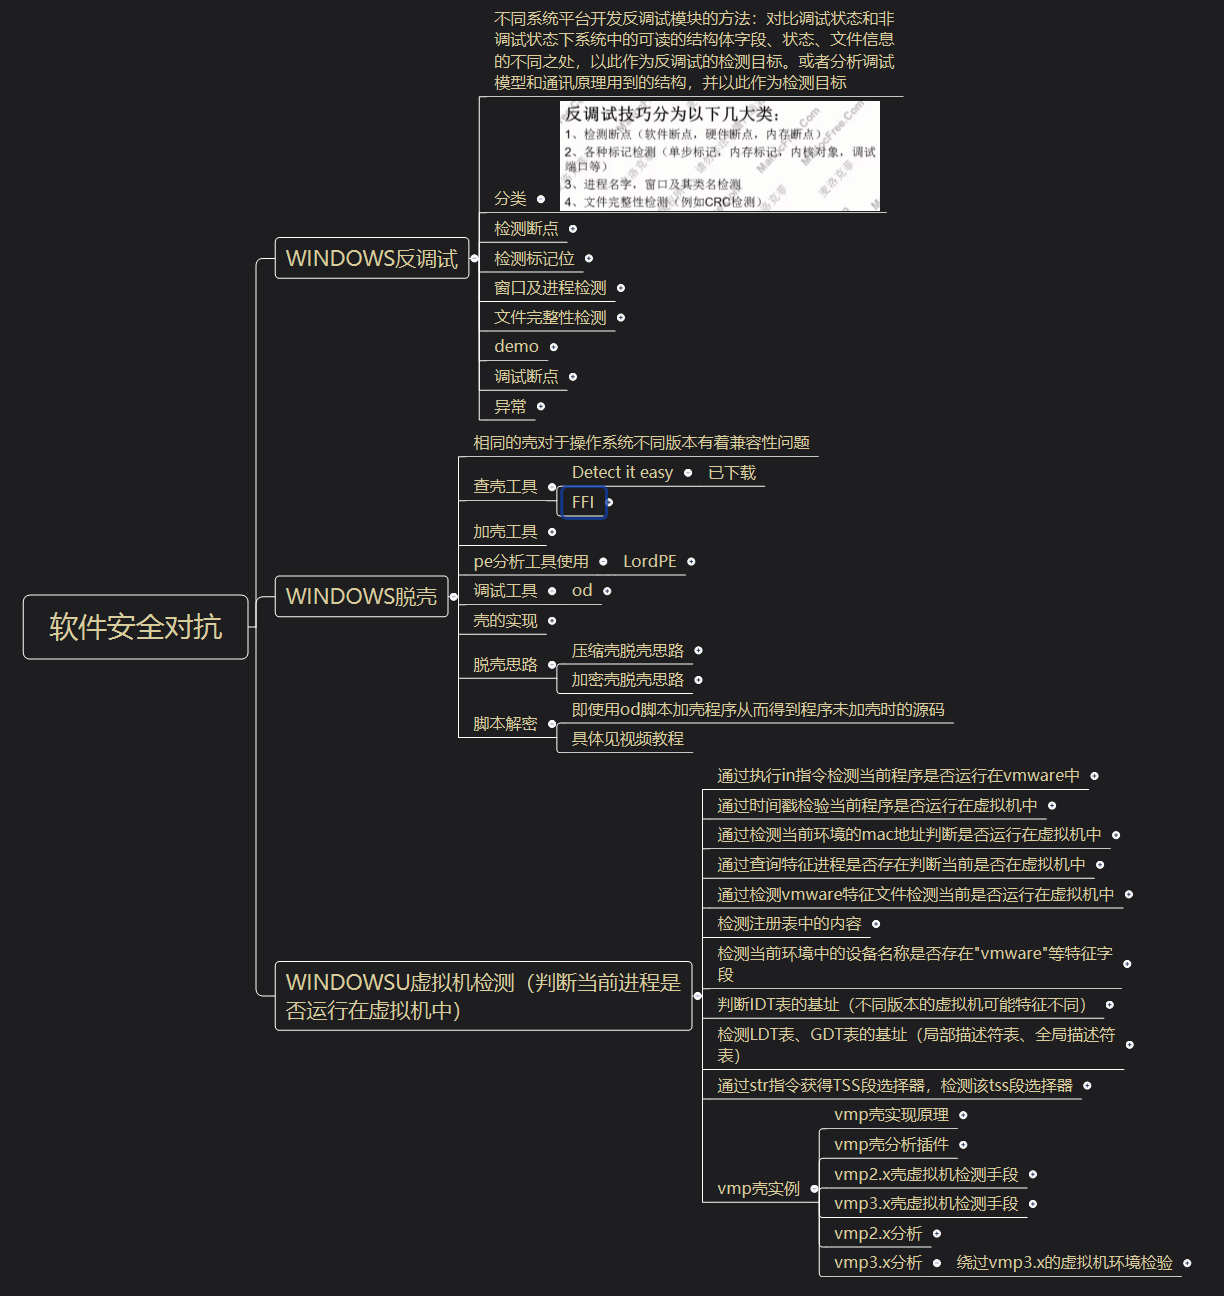 不同系统平台开发反调试模块的方法：对比调试状态和非
调试状态下系统中的可读的结构体字段、状态、文件信息
的不同之处，以此作为反调试的检测目标。或者分析调试
模型和通讯原理用到的结构，并以此作为检测目标
反调试技巧分为以下几大类：
1、检测断点（软件断点，硬件断点，内存断点）
2、各种标记检测（单步标记，内存标记，内核对象，调试
端口等）
3、进程名字，窗口及其类名检测
4、文件完整性检测（例如CRC检测）
分类
检测断点
WINDOWS反调试
检测标记位
窗口及进程检测
文件完整性检测
demo
调试断点
异常
相同的壳对于操作系统不同版本有着兼容性问题
Detect it easy
已下载
查壳工具
FFI
加壳工具
pe分析工具使用
LordPE
调试工具
od
WINDOWS脱壳
壳的实现
软件安全对抗
压缩壳脱壳思路
脱壳思路
加密壳脱壳思路
即使用od脚本加壳程序从而得到程序未加壳时的源码
脚本解密
具体见视频教程
通过执行in指令检测当前程序是否运行在vmware中
通过时间戳检验当前程序是否运行在虚拟机中
通过检测当前环境的mac地址判断是否运行在虚拟机中
通过查询特征进程是否存在判断当前是否在虚拟机中
通过检测vmware特征文件检测当前是否运行在虚拟机中
检测注册表中的内容
检测当前环境中的设备名称是否存在"vmware"等特征字
段
WINDOWSU虚拟机检测（判断当前进程是
否运行在虚拟机中）
判断IDT表的基址（不同版本的虚拟机可能特征不同）
检测LDT表、GDT表的基址（局部描述符表、全局描述符
表）
通过str指令获得TSS段选择器，检测该tss段选择器
vmp壳实现原理
vmp壳分析插件
vmp2.x壳虚拟机检测手段
vmp壳实例
vmp3.x壳虚拟机检测手段
vmp2.x分析
vmp3.x分析
绕过vmp3.x的虚拟机环境检验